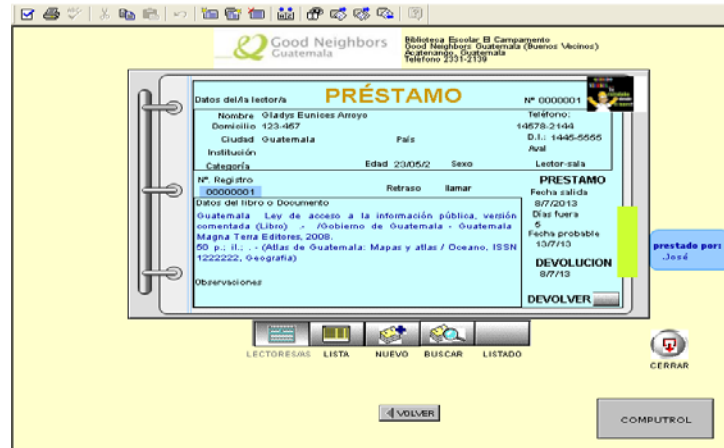 Good Neighbors
Guatemala
Biblioteca Escolar El Campamento
Good Neighbors Guatemala (Buenos Vecinos)
Acatenango, Guatemala
Teléfono 2331-2139
Datos del/la lector/a
PRÉSTAMO
Nº 0000001
Nombre Gladys Eunices Arroyo
Teléfono:
Domicilio 123-467
14678-2144
Ciudad Guatemala País
D.I.: 1445-5555
Institución
Aval
Categoría Edad 23/05/2 Sexo
Lector-sala
Nº. Registro
00000001
Retraso llamar
PRESTAMO
Fecha salida
8/7/2013
Días fuera
5
Fecha probable
13/7/13
DEVOLUCION
8/7/13
DEVOLVER
Datos del libro o Documento
Guatemala Ley de acceso a la información pública, versión
comentada (Libro) .- /Gobierno de Guatemala - Guatemala
Magna Terra Editores, 2008.
50 p.; il.; . - (Atlas de Guatemala: Mapas y atlas / Oceano, ISSN
1222222, Geografía)
Observaciones
prestado por:
.José
LECTORES/AS LISTA NUEVO BUSCAR LISTADO
CERRAR
VOLVER
COMPUTROL